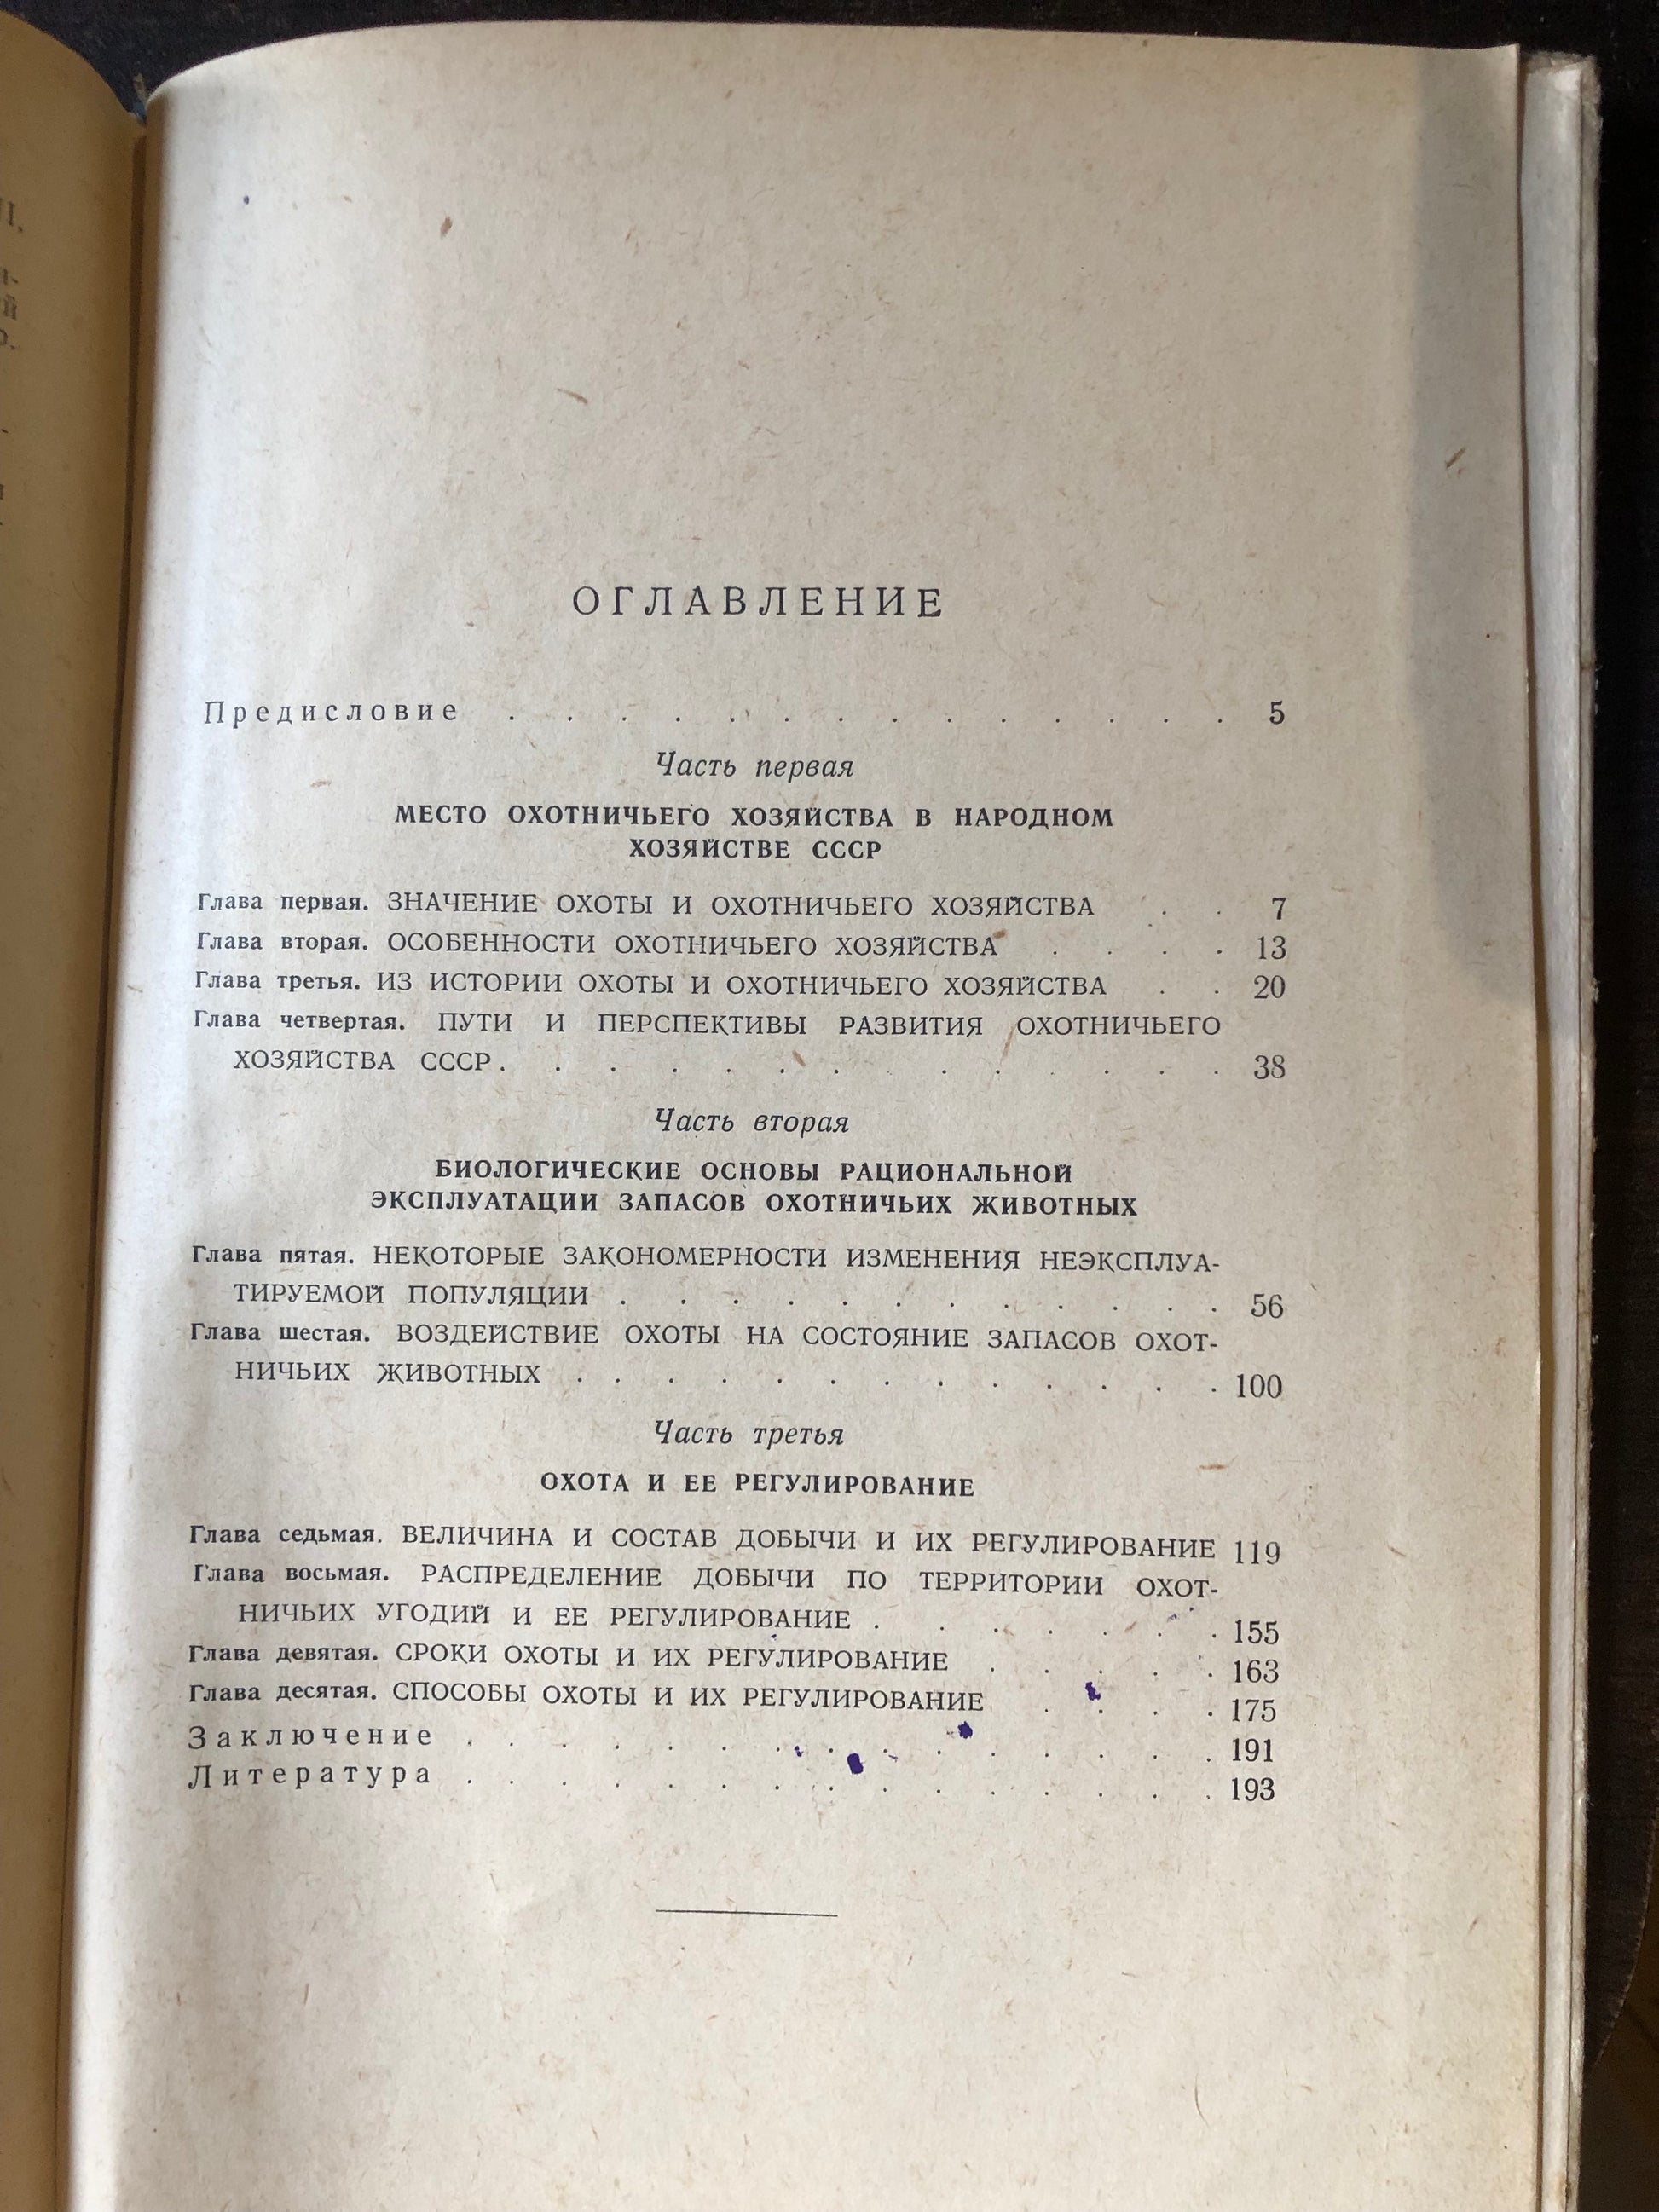 ОГЛАВЛЕНИЕ
Предисловие . . . . . . . . . . . . . . 5
Часть первая
МЕСТО ОХОТНИЧЬЕГО ХОЗЯЙСТВА В НАРОДНОМ
ХОЗЯЙСТВЕ СССР
Глава первая. ЗНАЧЕНИЕ ОХОТЫ И ОХОТНИЧЬЕГО ХОЗЯЙСТВА . . 7
Глава вторая. ОСОБЕННОСТИ ОХОТНИЧЬЕГО ХОЗЯЙСТВА . . . . 13
Глава третья. ИЗ ИСТОРИИ ОХОТЫ И ОХОТНИЧЬЕГО ХОЗЯЙСТВА . . 20
Глава четвертая. ПУТИ И ПЕРСПЕКТИВЫ РАЗВИТИЯ ОХОТНИЧЬЕГО
ХОЗЯЙСТВА СССР . . . . . . . . . . . . . 38
Часть вторая
БИОЛОГИЧЕСКИЕ ОСНОВЫ РАЦИОНАЛЬНОЙ
ЭКСПЛУАТАЦИИ ЗАПАСОВ ОХОТНИЧЬИХ ЖИВОТНЫХ
Глава пятая. НЕКОТОРЫЕ ЗАКОНОМЕРНОСТИ ИЗМЕНЕНИЯ НЕЭКСПЛУА-
ТИРУЕМОЙ ПОПУЛЯЦИИ . . . . . . . . . . . . 56
Глава шестая. ВОЗДЕЙСТВИЕ ОХОТЫ НА СОСТОЯНИЕ ЗАПАСОВ ОХОТ-
НИЧЬИХ ЖИВОТНЫХ . . . . . . . . . . . . . 100
Часть третья
ОХОТА И ЕЕ РЕГУЛИРОВАНИЕ
Глава седьмая. ВЕЛИЧИНА И СОСТАВ ДОБЫЧИ И ИХ РЕГУЛИРОВАНИЕ 119
Глава восьмая. РАСПРЕДЕЛЕНИЕ ДОБЫЧИ ПО ТЕРРИТОРИИ ОХОТ-
НИЧЬИХ УГОДИЙ И ЕЕ РЕГУЛИРОВАНИЕ . . . . . . . 155
Глава девятая. СРОКИ ОХОТЫ И ИХ РЕГУЛИРОВАНИЕ . . . . . 163
Глава десятая. СПОСОБЫ ОХОТЫ И ИХ РЕГУЛИРОВАНИЕ . . . . 175
Заключение . . . . . . . . . . . . . . . 191
Литература . . . . . . . . . . . . . . . 193